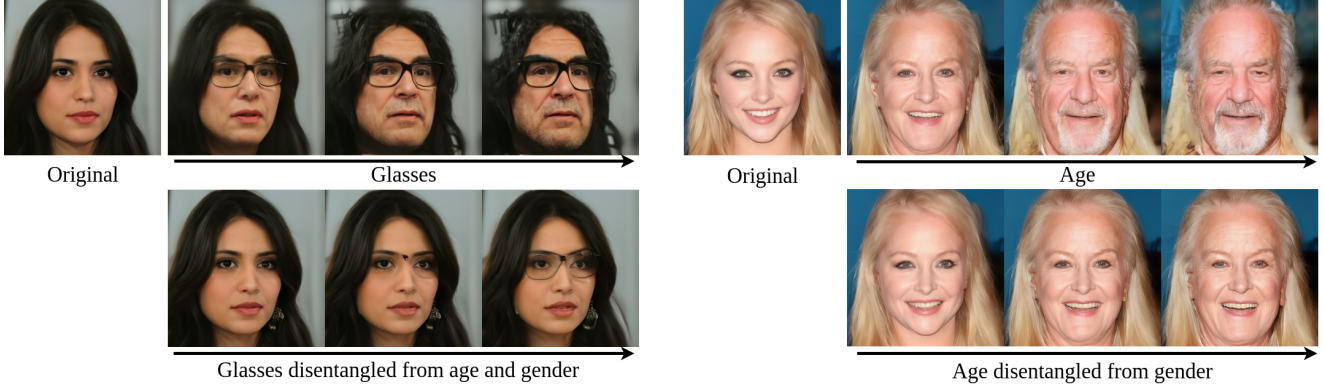 Original
Glasses
Original
Age
Glasses disentangled from age and gender
Age disentangled from gender